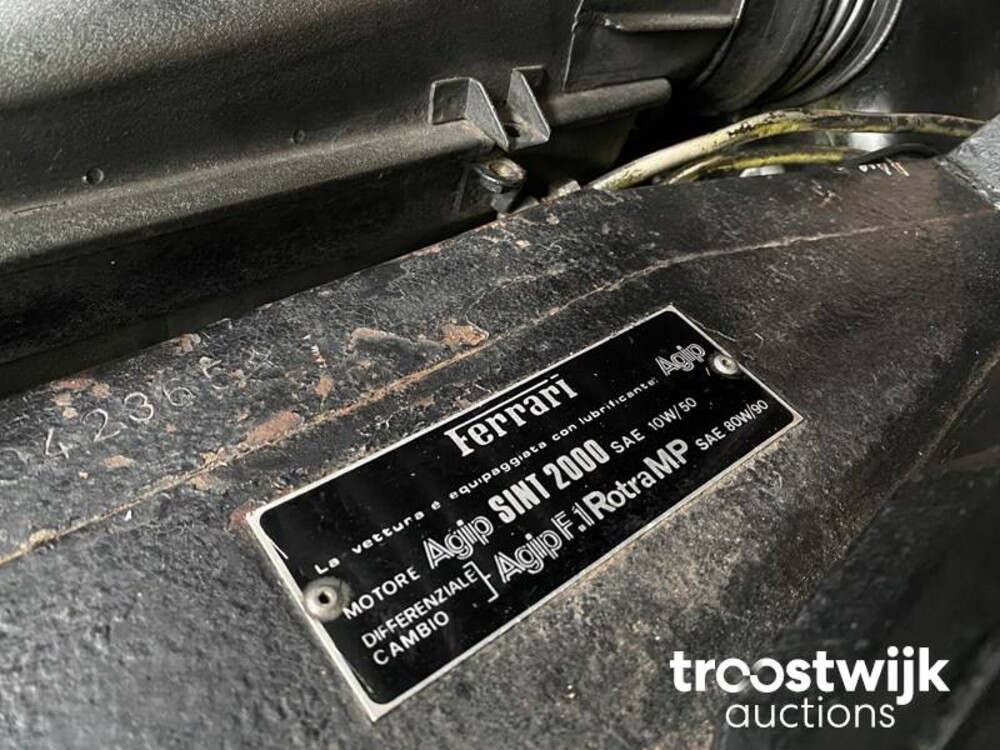 42365
Ferrari
La vettura é equipaggiata con lubrificante: Agip
MOTORE Agip SINT 2000 SAE 10W/50
DIFFERENZIALE
CAMBIO } Agip F.1 Rotra MP SAE 80W/90
troostwijk
auctions